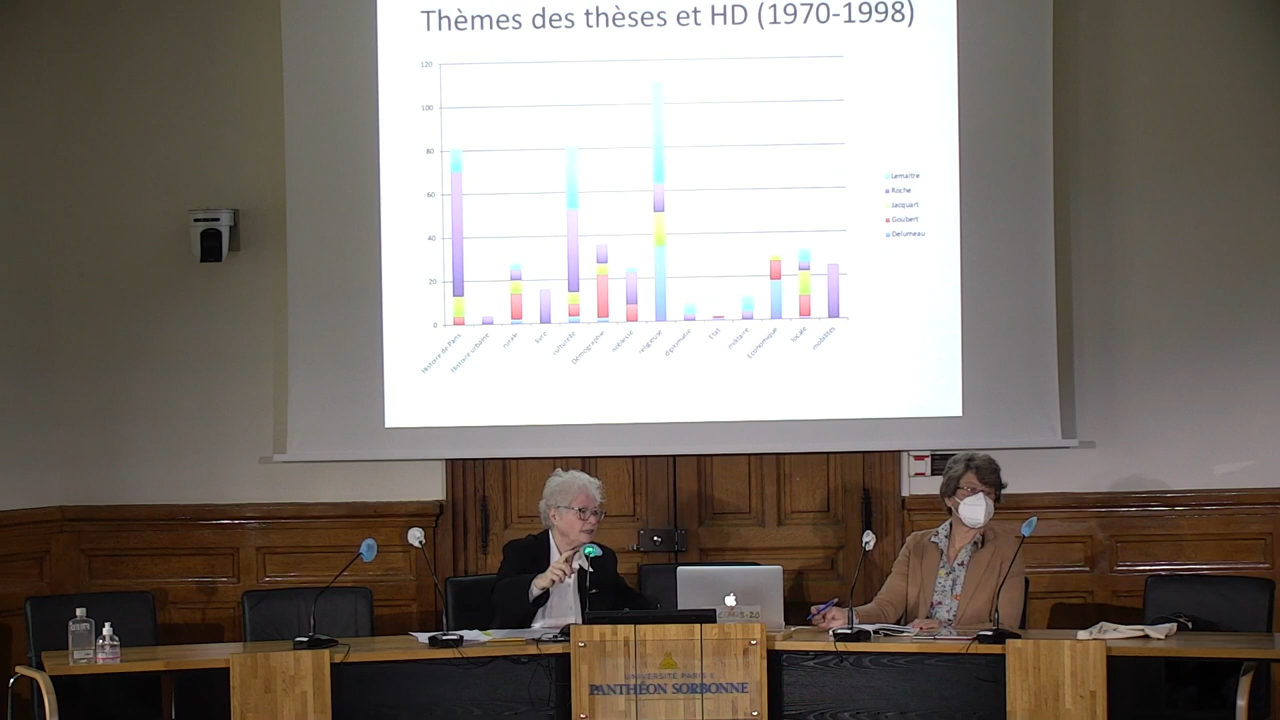 Thèmes des thèses et HD (1970-1998)
120
100
80
60
40
20
0
Lemaitre
Roche
Jacquart
Goubert
Delumeau
Histoire de Paris
Histoire urbaine
rurale
livre
culturelle
Démographie
noblesse
religieuse
diplomatie
Etat
militaire
Economique
locale
mobilités
UNIVERSITÉ PARIS 1
PANTHÉON SORBONNE